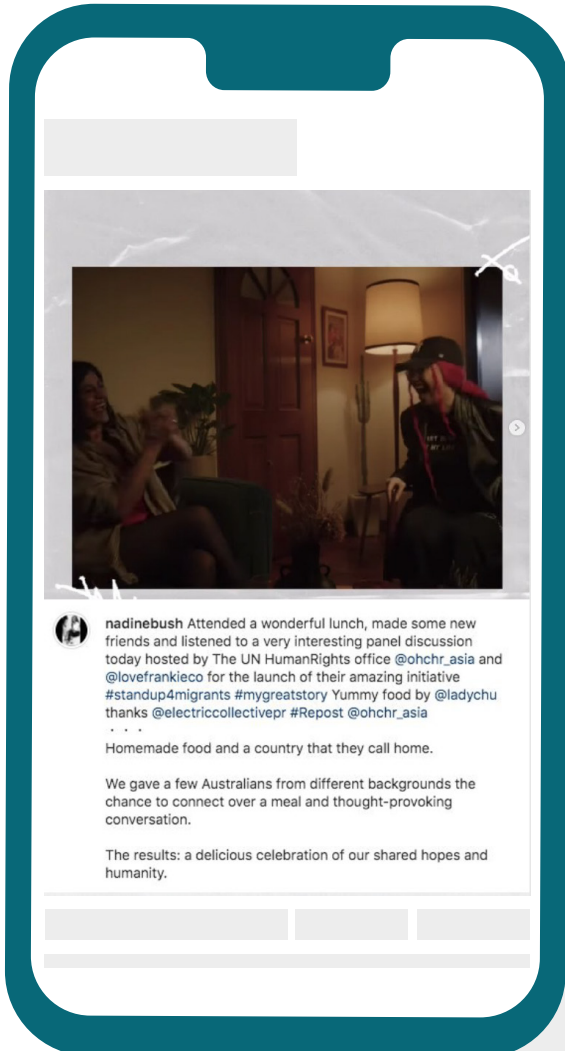 nadinebush Attended a wonderful lunch, made some new
friends and listened to a very interesting panel discussion
today hosted by The UN HumanRights office @ohchr_asia and
@lovefrankieco for the launch of their amazing initiative
#standup4migrants #mygreatstory Yummy food by @ladychu
thanks @electriccollectivepr #Repost @ohchr_asia
. . .
Homemade food and a country that they call home.
We gave a few Australians from different backgrounds the
chance to connect over a meal and thought-provoking
conversation.
The results: a delicious celebration of our shared hopes and
humanity.